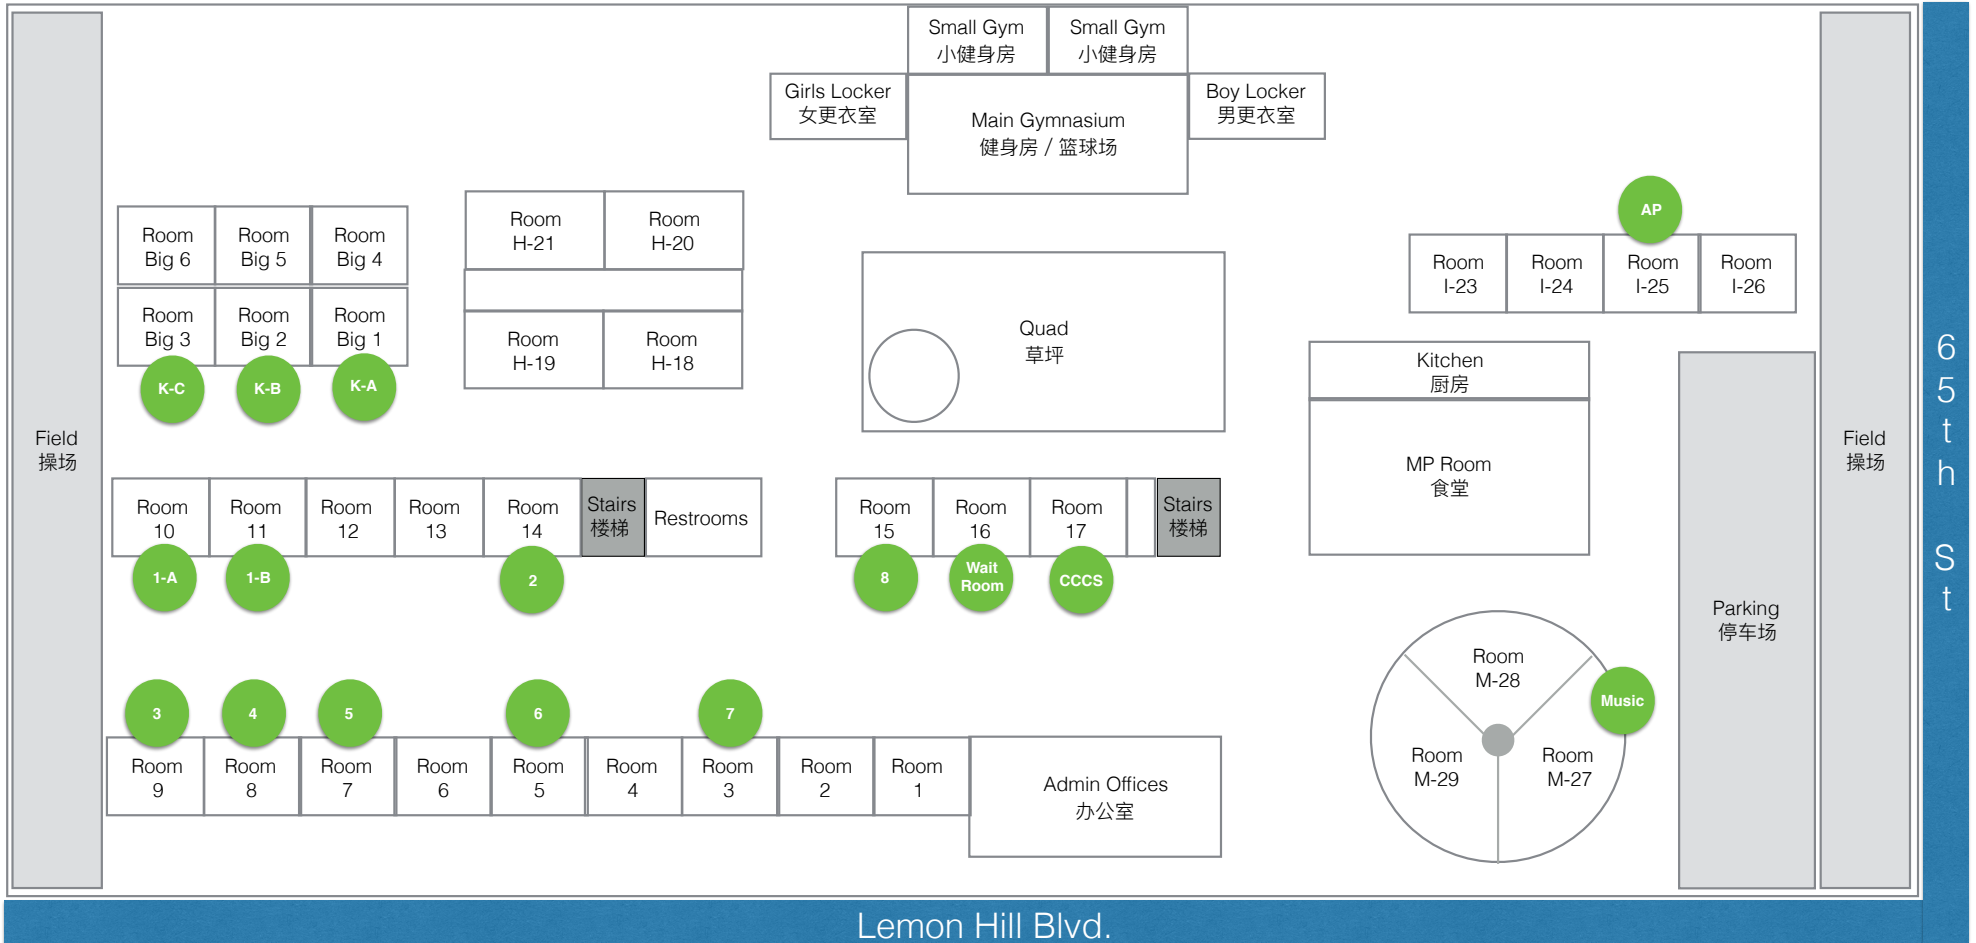 Small Gym
小健身房
Small Gym
小健身房
Girls Locker
女更衣室
Main Gymnasium
健身房 / 篮球场
Boy Locker
男更衣室
AP
Room
Big 6
Room
Big 5
Room
Big 4
Room
H-21
Room
H-20
Room
I-23
Room
I-24
Room
I-25
Room
I-26
Room
Big 3
Room
Big 2
Room
Big 1
Room
H-19
Room
H-18
Quad
草坪
Kitchen
厨房
K-C
K-B
K-A
Field
操场
MP Room
食堂
Field
操场
65th St
Room
10
Room
11
Room
12
Room
13
Room
14
Stairs
楼梯
Restrooms
Room
15
Room
16
Room
17
Stairs
楼梯
1-A
1-B
2
8
Wait
Room
CCCS
Parking
停车场
Room
M-28
Music
Room
M-29
Room
M-27
3
4
5
6
7
Room
9
Room
8
Room
7
Room
6
Room
5
Room
4
Room
3
Room
2
Room
1
Admin Offices
办公室
Lemon Hill Blvd.